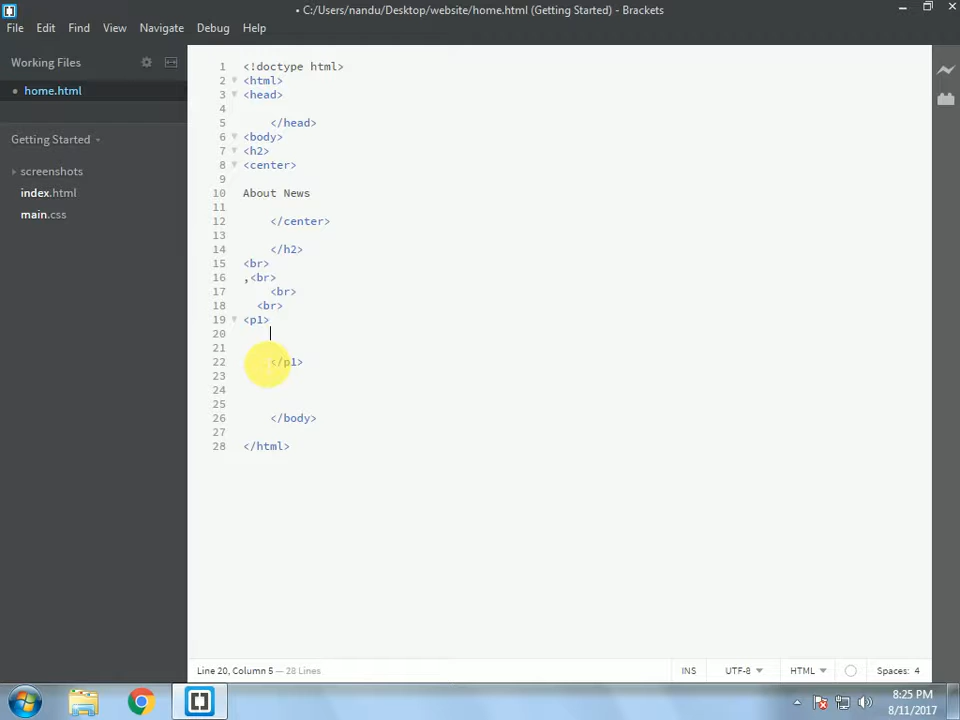 • C:/Users/nandu/Desktop/website/home.html (Getting Started) - Brackets
File Edit Find View Navigate Debug Help
Working Files
home.html
Getting Started
screenshots
index.html
main.css
1 <!doctype html>
2 <html>
3 <head>
4
5 </head>
6 <body>
7 <h2>
8 <center>
9
10 About News
11
12 </center>
13
14 </h2>
15 <br>
16 ,<br>
17 <br>
18 <br>
19 <p1>
20
21
22 </p1>
23
24
25
26 </body>
27
28 </html>
Line 20, Column 5 — 28 Lines
INS UTF-8 HTML Spaces: 4
8:25 PM
8/11/2017